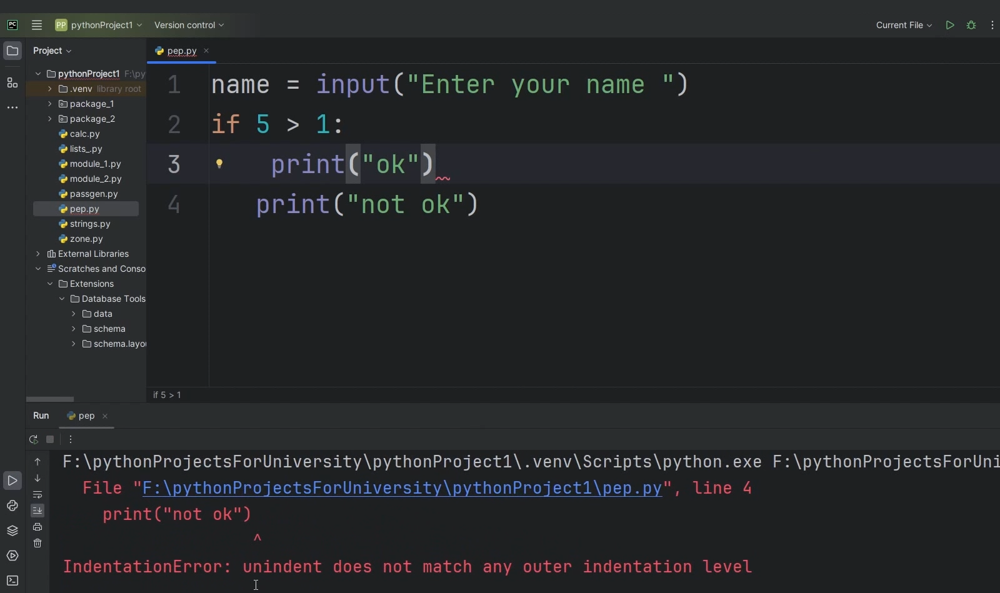 PC
PP pythonProject1
Version control
Current File
Project
pep.py
pythonProject1 F:\py
.venv library root
package_1
package_2
calc.py
lists_.py
module_1.py
module_2.py
passgen.py
pep.py
strings.py
zone.py
External Libraries
Scratches and Conso
Extensions
Database Tools
data
schema
schema.layou
1 name = input("Enter your name ")
2 if 5 > 1:
3 print("ok")
4 print("not ok")
if 5 > 1
Run
pep
F:\pythonProjectsForUniversity\pythonProject1\.venv\Scripts\python.exe F:\pythonProjectsForUni
File "F:\pythonProjectsForUniversity\pythonProject1\pep.py", line 4
print("not ok")
^
IndentationError: unindent does not match any outer indentation level